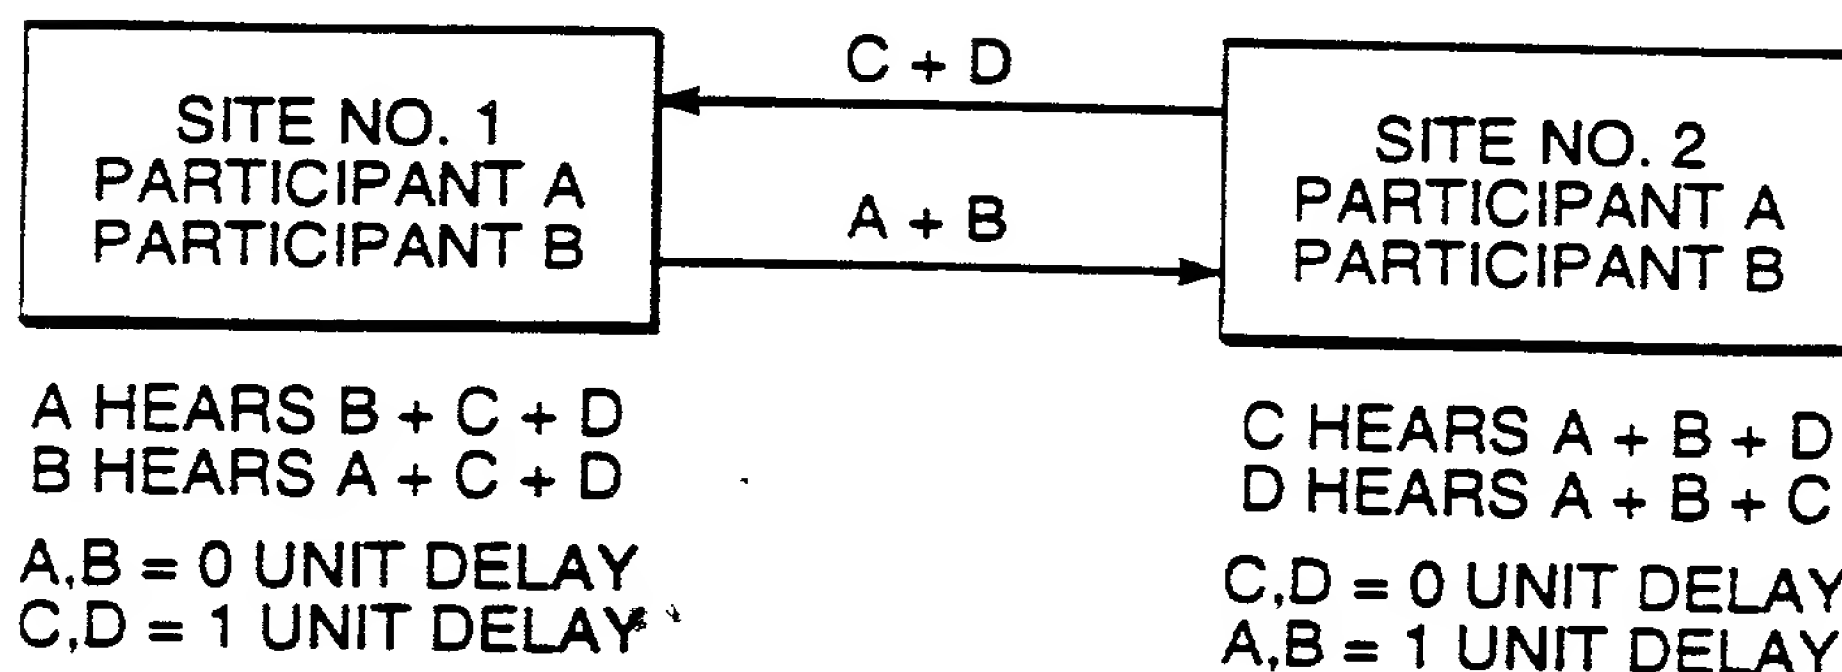 C + D
SITE NO. 1
PARTICIPANT A
PARTICIPANT B
A + B
SITE NO. 2
PARTICIPANT A
PARTICIPANT B
A HEARS B + C + D
B HEARS A + C + D
A,B = 0 UNIT DELAY
C,D = 1 UNIT DELAY
C HEARS A + B + D
D HEARS A + B + C
C,D = 0 UNIT DELAY
A,B = 1 UNIT DELAY